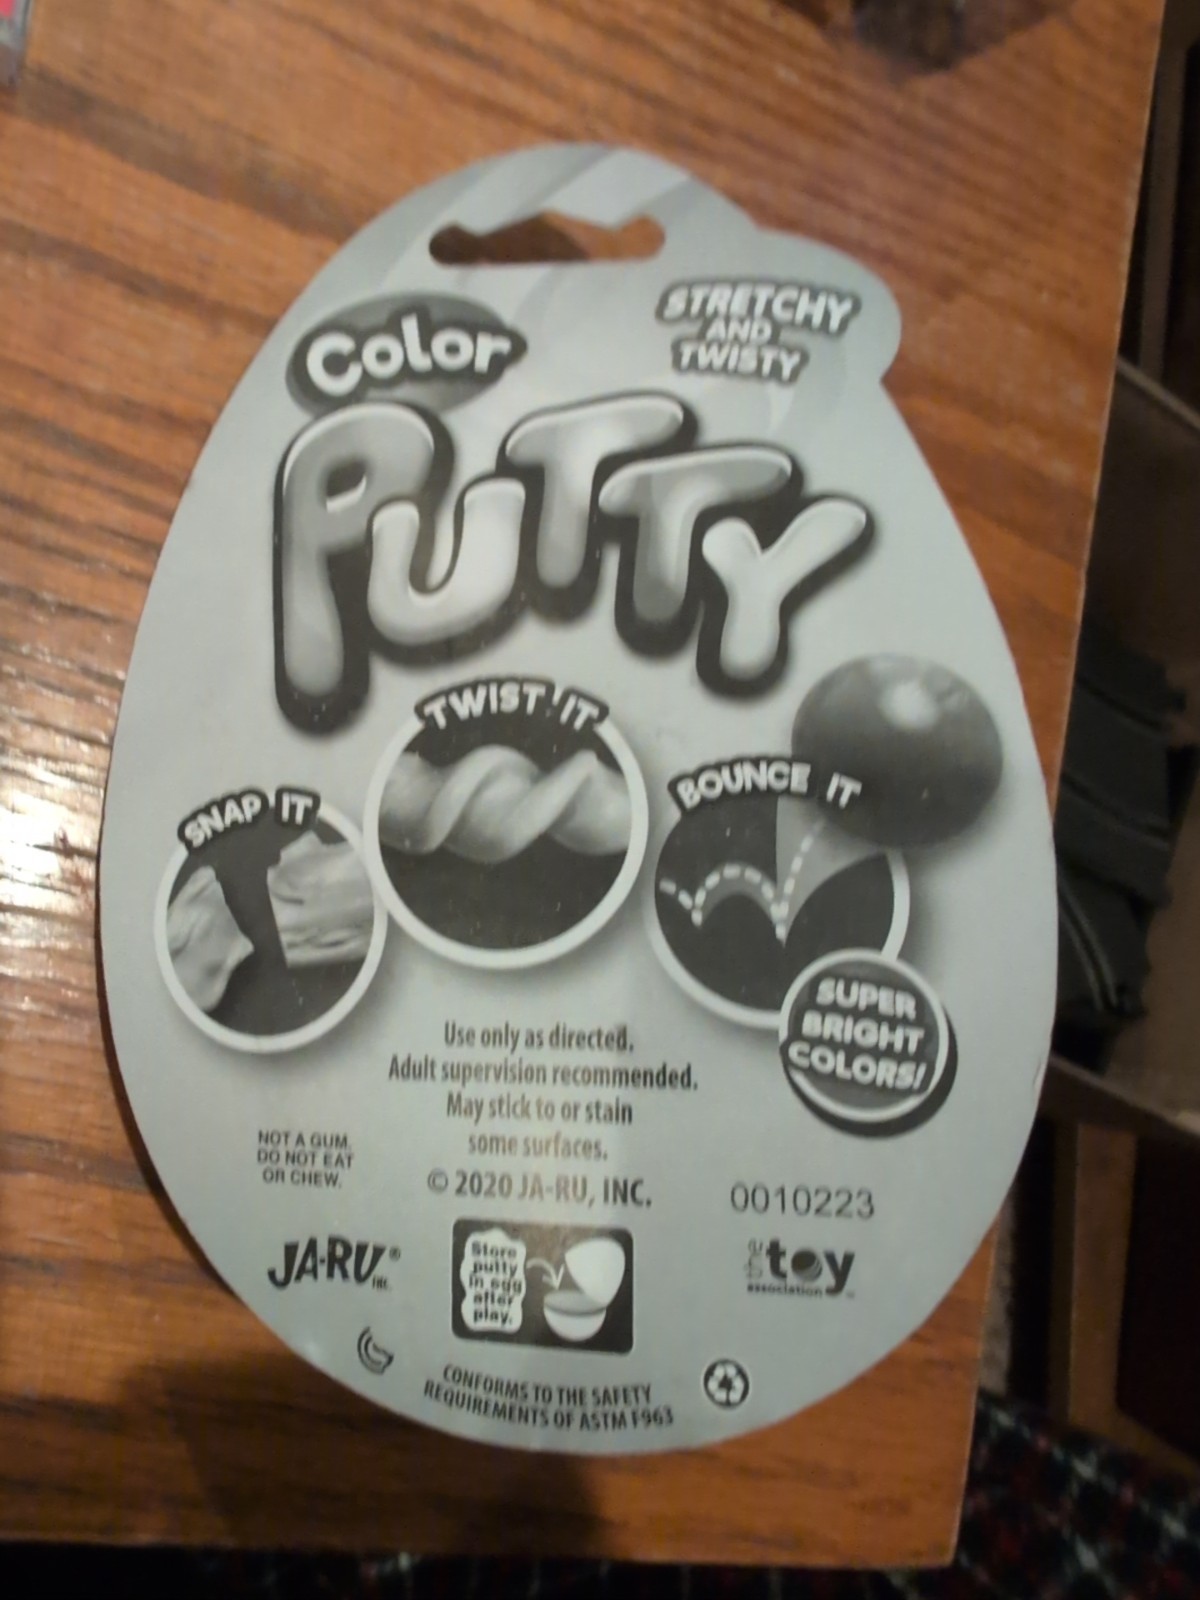 Color
STRETCHY
AND
TWISTY
PUTTY
TWIST IT
SNAP IT
BOUNCE IT
SUPER
BRIGHT
COLORS!
Use only as directed.
Adult supervision recommended.
May stick to or stain
some surfaces.
NOT A GUM.
DO NOT EAT
OR CHEW.
© 2020 JA-RU, INC.
0010223
JA-RU® INC.
Store
putty
in egg
after
play.
the toy
association™
CONFORMS TO THE SAFETY
REQUIREMENTS OF ASTM F963